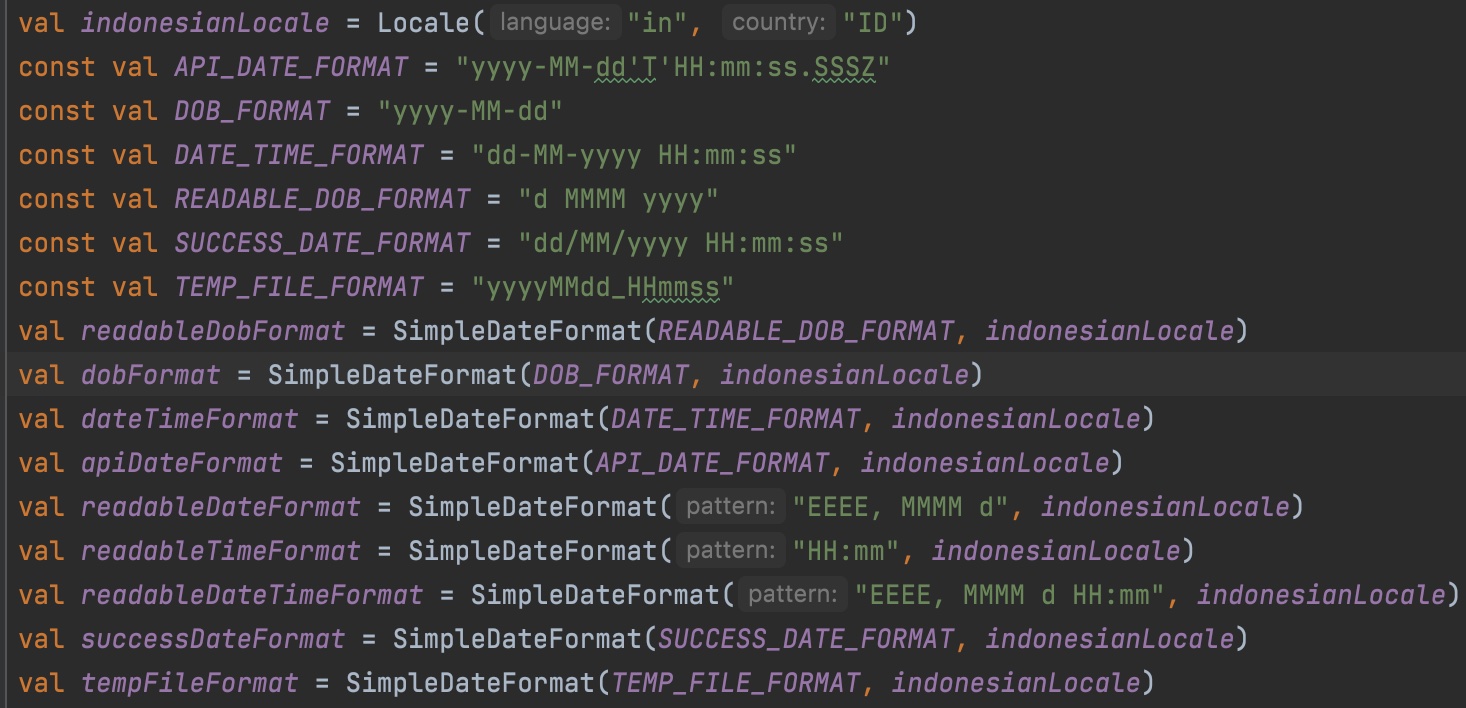 val indonesianLocale = Locale( language: "in", country: "ID")
const val API_DATE_FORMAT = "yyyy-MM-dd'T'HH:mm:ss.SSSZ"
const val DOB_FORMAT = "yyyy-MM-dd"
const val DATE_TIME_FORMAT = "dd-MM-yyyy HH:mm:ss"
const val READABLE_DOB_FORMAT = "d MMMM yyyy"
const val SUCCESS_DATE_FORMAT = "dd/MM/yyyy HH:mm:ss"
const val TEMP_FILE_FORMAT = "yyyyMMdd_HHmmss"
val readableDobFormat = SimpleDateFormat(READABLE_DOB_FORMAT, indonesianLocale)
val dobFormat = SimpleDateFormat(DOB_FORMAT, indonesianLocale)
val dateTimeFormat = SimpleDateFormat(DATE_TIME_FORMAT, indonesianLocale)
val apiDateFormat = SimpleDateFormat(API_DATE_FORMAT, indonesianLocale)
val readableDateFormat = SimpleDateFormat( pattern: "EEEE, MMMM d", indonesianLocale)
val readableTimeFormat = SimpleDateFormat( pattern: "HH:mm", indonesianLocale)
val readableDateTimeFormat = SimpleDateFormat( pattern: "EEEE, MMMM d HH:mm", indonesianLocale)
val successDateFormat = SimpleDateFormat(SUCCESS_DATE_FORMAT, indonesianLocale)
val tempFileFormat = SimpleDateFormat(TEMP_FILE_FORMAT, indonesianLocale)